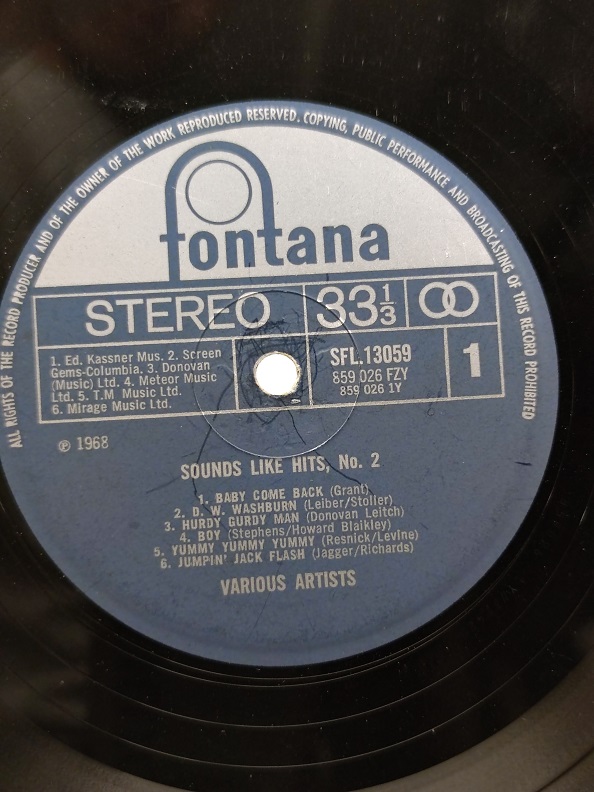 ALL RIGHTS OF THE RECORD PRODUCER AND OF THE OWNER OF THE WORK REPRODUCED RESERVED. COPYING, PUBLIC PERFORMANCE AND BROADCASTING OF THIS RECORD PROHIBITED
fontana
STEREO 33 1/3
1. Ed. Kassner Mus. 2. Screen
Gems-Columbia. 3. Donovan
(Music) Ltd. 4. Meteor Music
Ltd. 5. T.M Music Ltd.
6. Mirage Music Ltd.
SFL.13059
859 026 FZY
859 026 1Y
1
℗ 1968
SOUNDS LIKE HITS, No. 2
1. BABY COME BACK (Grant)
2. D. W. WASHBURN (Leiber/Stoller)
3. HURDY GURDY MAN (Donovan Leitch)
4. BOY (Stephens/Howard Blaikley)
5. YUMMY YUMMY YUMMY (Resnick/Levine)
6. JUMPIN' JACK FLASH (Jagger/Richards)
VARIOUS ARTISTS